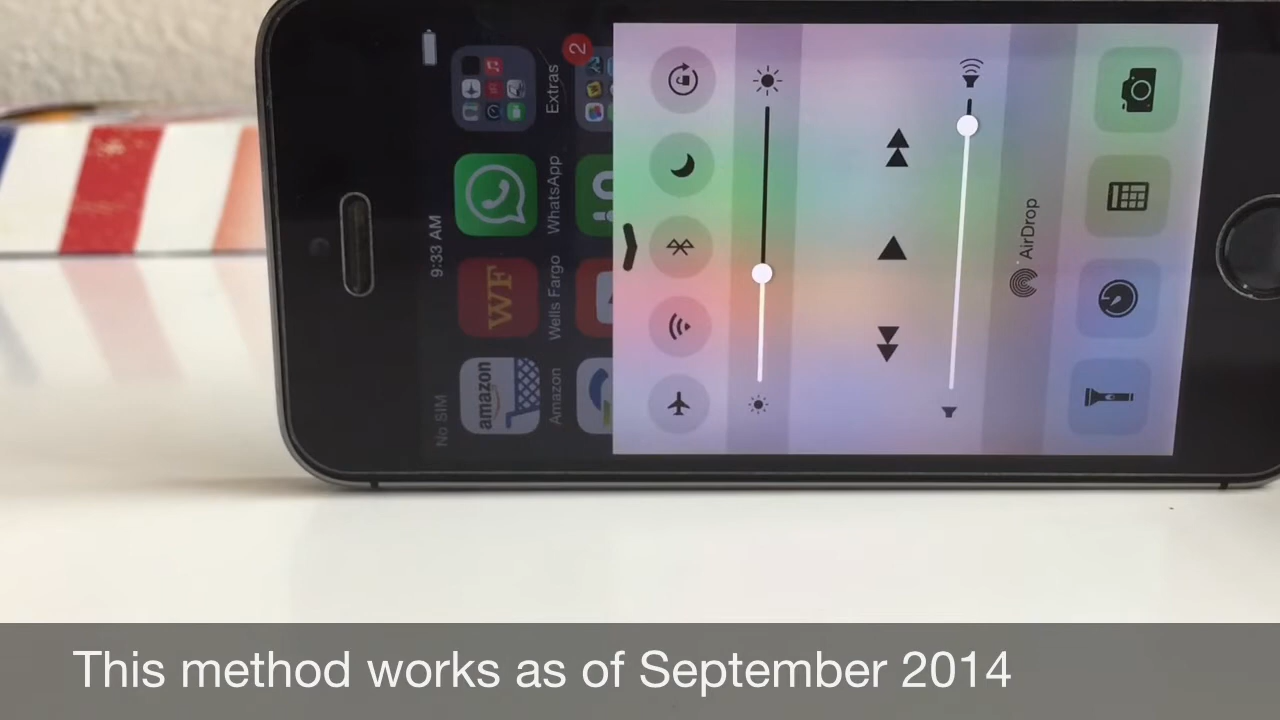 No SIM
9:33 AM
amazon
WF
Amazon
Wells Fargo
WhatsApp
Extras
2
AirDrop
This method works as of September 2014